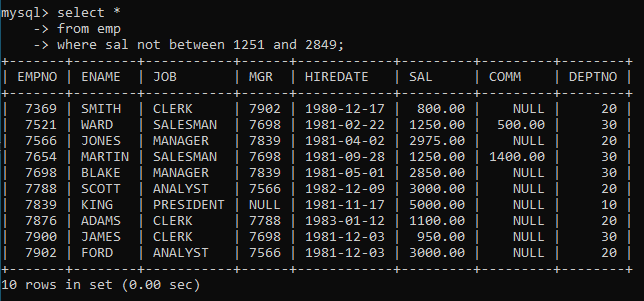 mysql> select *
    -> from emp
    -> where sal not between 1251 and 2849;
+-------+--------+-----------+------+------------+---------+---------+--------+
| EMPNO | ENAME  | JOB       | MGR  | HIREDATE   | SAL     | COMM    | DEPTNO |
+-------+--------+-----------+------+------------+---------+---------+--------+
|  7369 | SMITH  | CLERK     | 7902 | 1980-12-17 |  800.00 |    NULL |     20 |
|  7521 | WARD   | SALESMAN  | 7698 | 1981-02-22 | 1250.00 |  500.00 |     30 |
|  7566 | JONES  | MANAGER   | 7839 | 1981-04-02 | 2975.00 |    NULL |     20 |
|  7654 | MARTIN | SALESMAN  | 7698 | 1981-09-28 | 1250.00 | 1400.00 |     30 |
|  7698 | BLAKE  | MANAGER   | 7839 | 1981-05-01 | 2850.00 |    NULL |     30 |
|  7788 | SCOTT  | ANALYST   | 7566 | 1982-12-09 | 3000.00 |    NULL |     20 |
|  7839 | KING   | PRESIDENT | NULL | 1981-11-17 | 5000.00 |    NULL |     10 |
|  7876 | ADAMS  | CLERK     | 7788 | 1983-01-12 | 1100.00 |    NULL |     20 |
|  7900 | JAMES  | CLERK     | 7698 | 1981-12-03 |  950.00 |    NULL |     30 |
|  7902 | FORD   | ANALYST   | 7566 | 1981-12-03 | 3000.00 |    NULL |     20 |
+-------+--------+-----------+------+------------+---------+---------+--------+
10 rows in set (0.00 sec)